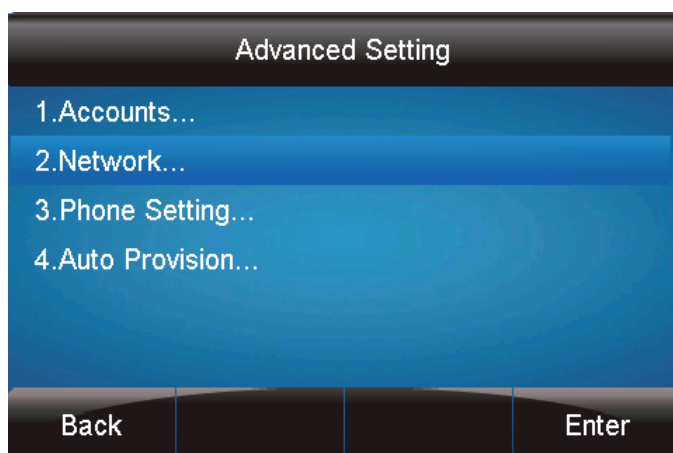 Advanced Setting
1.Accounts...
2.Network...
3.Phone Setting...
4.Auto Provision...
Back Enter